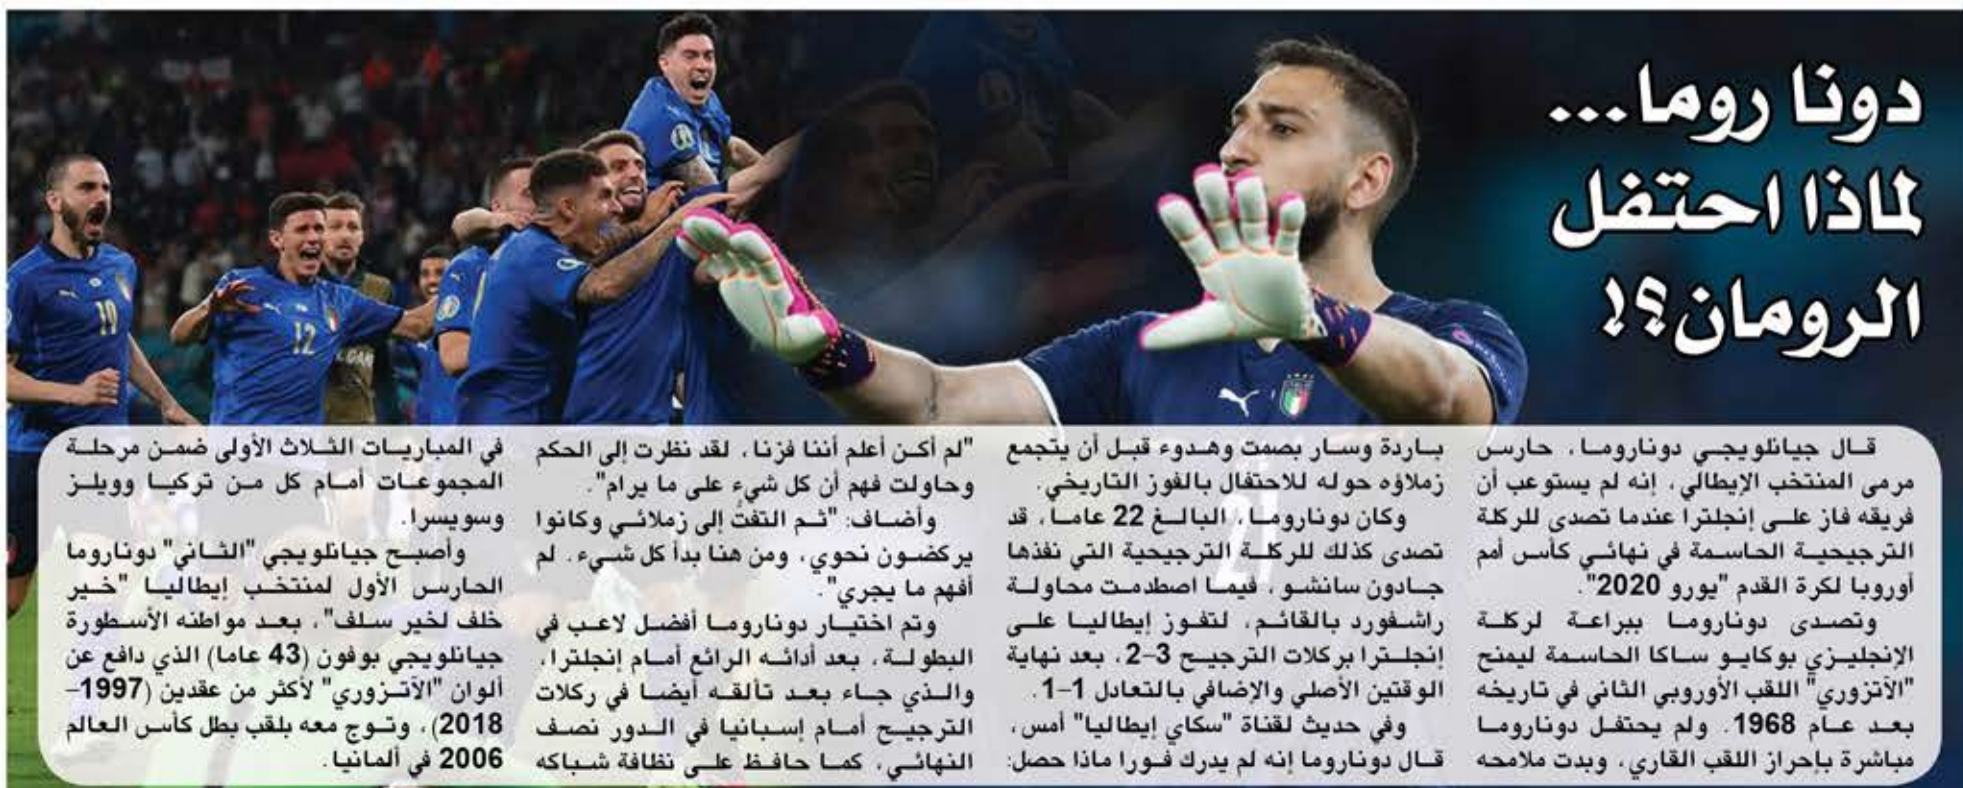 دونا روما...
لماذا احتفل
الرومان؟!
قال جيانلويجي دوناروما، حارس
مرمى المنتخب الإيطالي، إنه لم يستوعب أن
فريقه فاز على إنجلترا عندما تصدى للركلة
الترجيحية الحاسمة في نهائي كأس أمم
أوروبا لكرة القدم "يورو 2020".
وتصدى دوناروما ببراعة لركلة
الإنجليزي بوكايو ساكا الحاسمة ليمنح
"الآتزوري" اللقب الأوروبي الثاني في تاريخه
بعد عام 1968. ولم يحتفل دوناروما
مباشرة بإحراز اللقب القاري، وبدت ملامحه
باردة وسار بصمت وهدوء قبل أن يتجمع
زملاؤه حوله للاحتفال بالفوز التاريخي.
وكان دوناروما، البالغ 22 عاما، قد
تصدى كذلك للركلة الترجيحية التي نفذها
جادون سانشو، فيما اصطدمت محاولة
راشفورد بالقائم، لتفوز إيطاليا على
إنجلترا بركلات الترجيح 3-2، بعد نهاية
الوقتين الأصلي والإضافي بالتعادل 1-1.
وفي حديث لقناة "سكاي إيطاليا" أمس،
قال دوناروما إنه لم يدرك فورا ماذا حصل:
"لم أكن أعلم أننا فزنا، لقد نظرت إلى الحكم
وحاولت فهم أن كل شيء على ما يرام".
وأضاف: "ثم التفتُ إلى زملائي وكانوا
يركضون نحوي، ومن هنا بدأ كل شيء. لم
أفهم ما يجري".
وتم اختيار دوناروما أفضل لاعب في
البطولة، بعد أدائه الرائع أمام إنجلترا،
والذي جاء بعد تألقه أيضا في ركلات
الترجيح أمام إسبانيا في الدور نصف
النهائي، كما حافظ على نظافة شباكه
في المباريات الثلاث الأولى ضمن مرحلة
المجموعات أمام كل من تركيا وويلز
وسويسرا.
وأصبح جيانلويجي "الثاني" دوناروما
الحارس الأول لمنتخب إيطاليا "خير
خلف لخير سلف"، بعد مواطنه الأسطورة
جيانلويجي بوفون (43 عاما) الذي دافع عن
ألوان "الآتزوري" لأكثر من عقدين (1997–
2018)، وتوج معه بلقب بطل كأس العالم
2006 في ألمانيا.
19
12
21